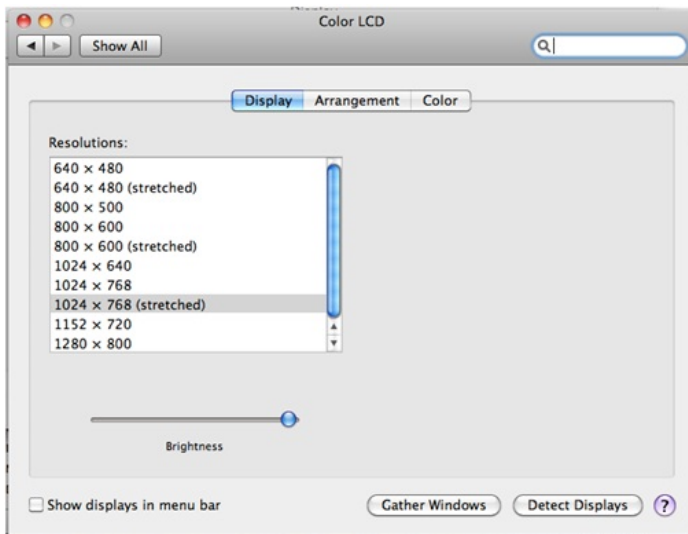 Color LCD
Show All
Display Arrangement Color
Resolutions:
640 × 480
640 × 480 (stretched)
800 × 500
800 × 600
800 × 600 (stretched)
1024 × 640
1024 × 768
1024 × 768 (stretched)
1152 × 720
1280 × 800
Brightness
Show displays in menu bar Gather Windows Detect Displays ?